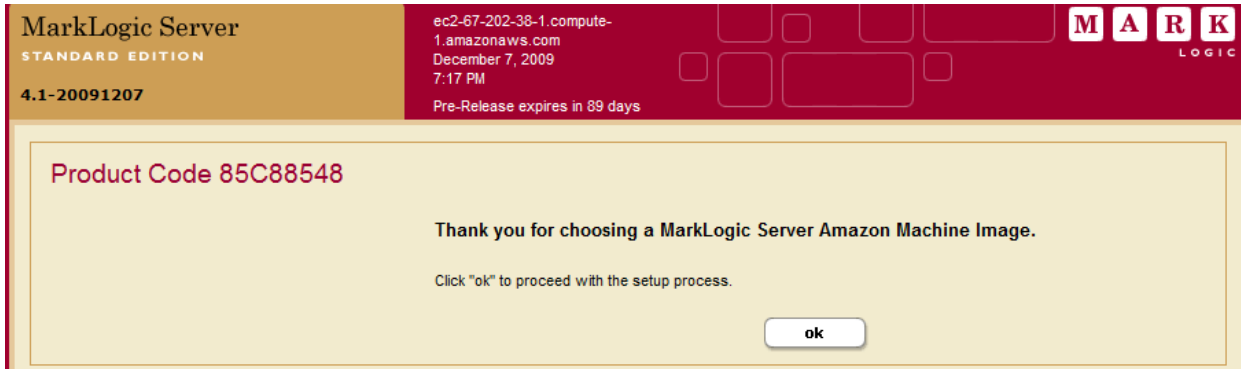 MarkLogic Server
STANDARD EDITION
4.1-20091207
ec2-67-202-38-1.compute-
1.amazonaws.com
December 7, 2009
7:17 PM
Pre-Release expires in 89 days
MARK
LOGIC
Product Code 85C88548
Thank you for choosing a MarkLogic Server Amazon Machine Image.
Click "ok" to proceed with the setup process.
ok